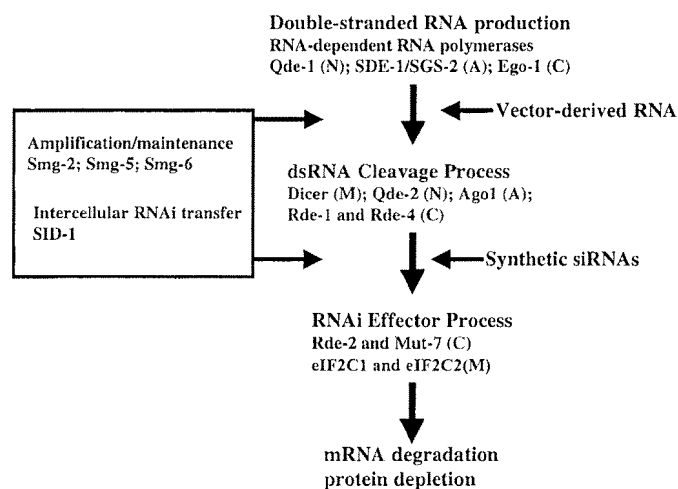 Double-stranded RNA production
RNA-dependent RNA polymerases
Qde-1 (N); SDE-1/SGS-2 (A); Ego-1 (C)
Vector-derived RNA
Amplification/maintenance
Smg-2; Smg-5; Smg-6
Intercellular RNAi transfer
SID-1
dsRNA Cleavage Process
Dicer (M); Qde-2 (N); Ago1 (A);
Rde-1 and Rde-4 (C)
Synthetic siRNAs
RNAi Effector Process
Rde-2 and Mut-7 (C)
eIF2C1 and eIF2C2(M)
mRNA degradation
protein depletion